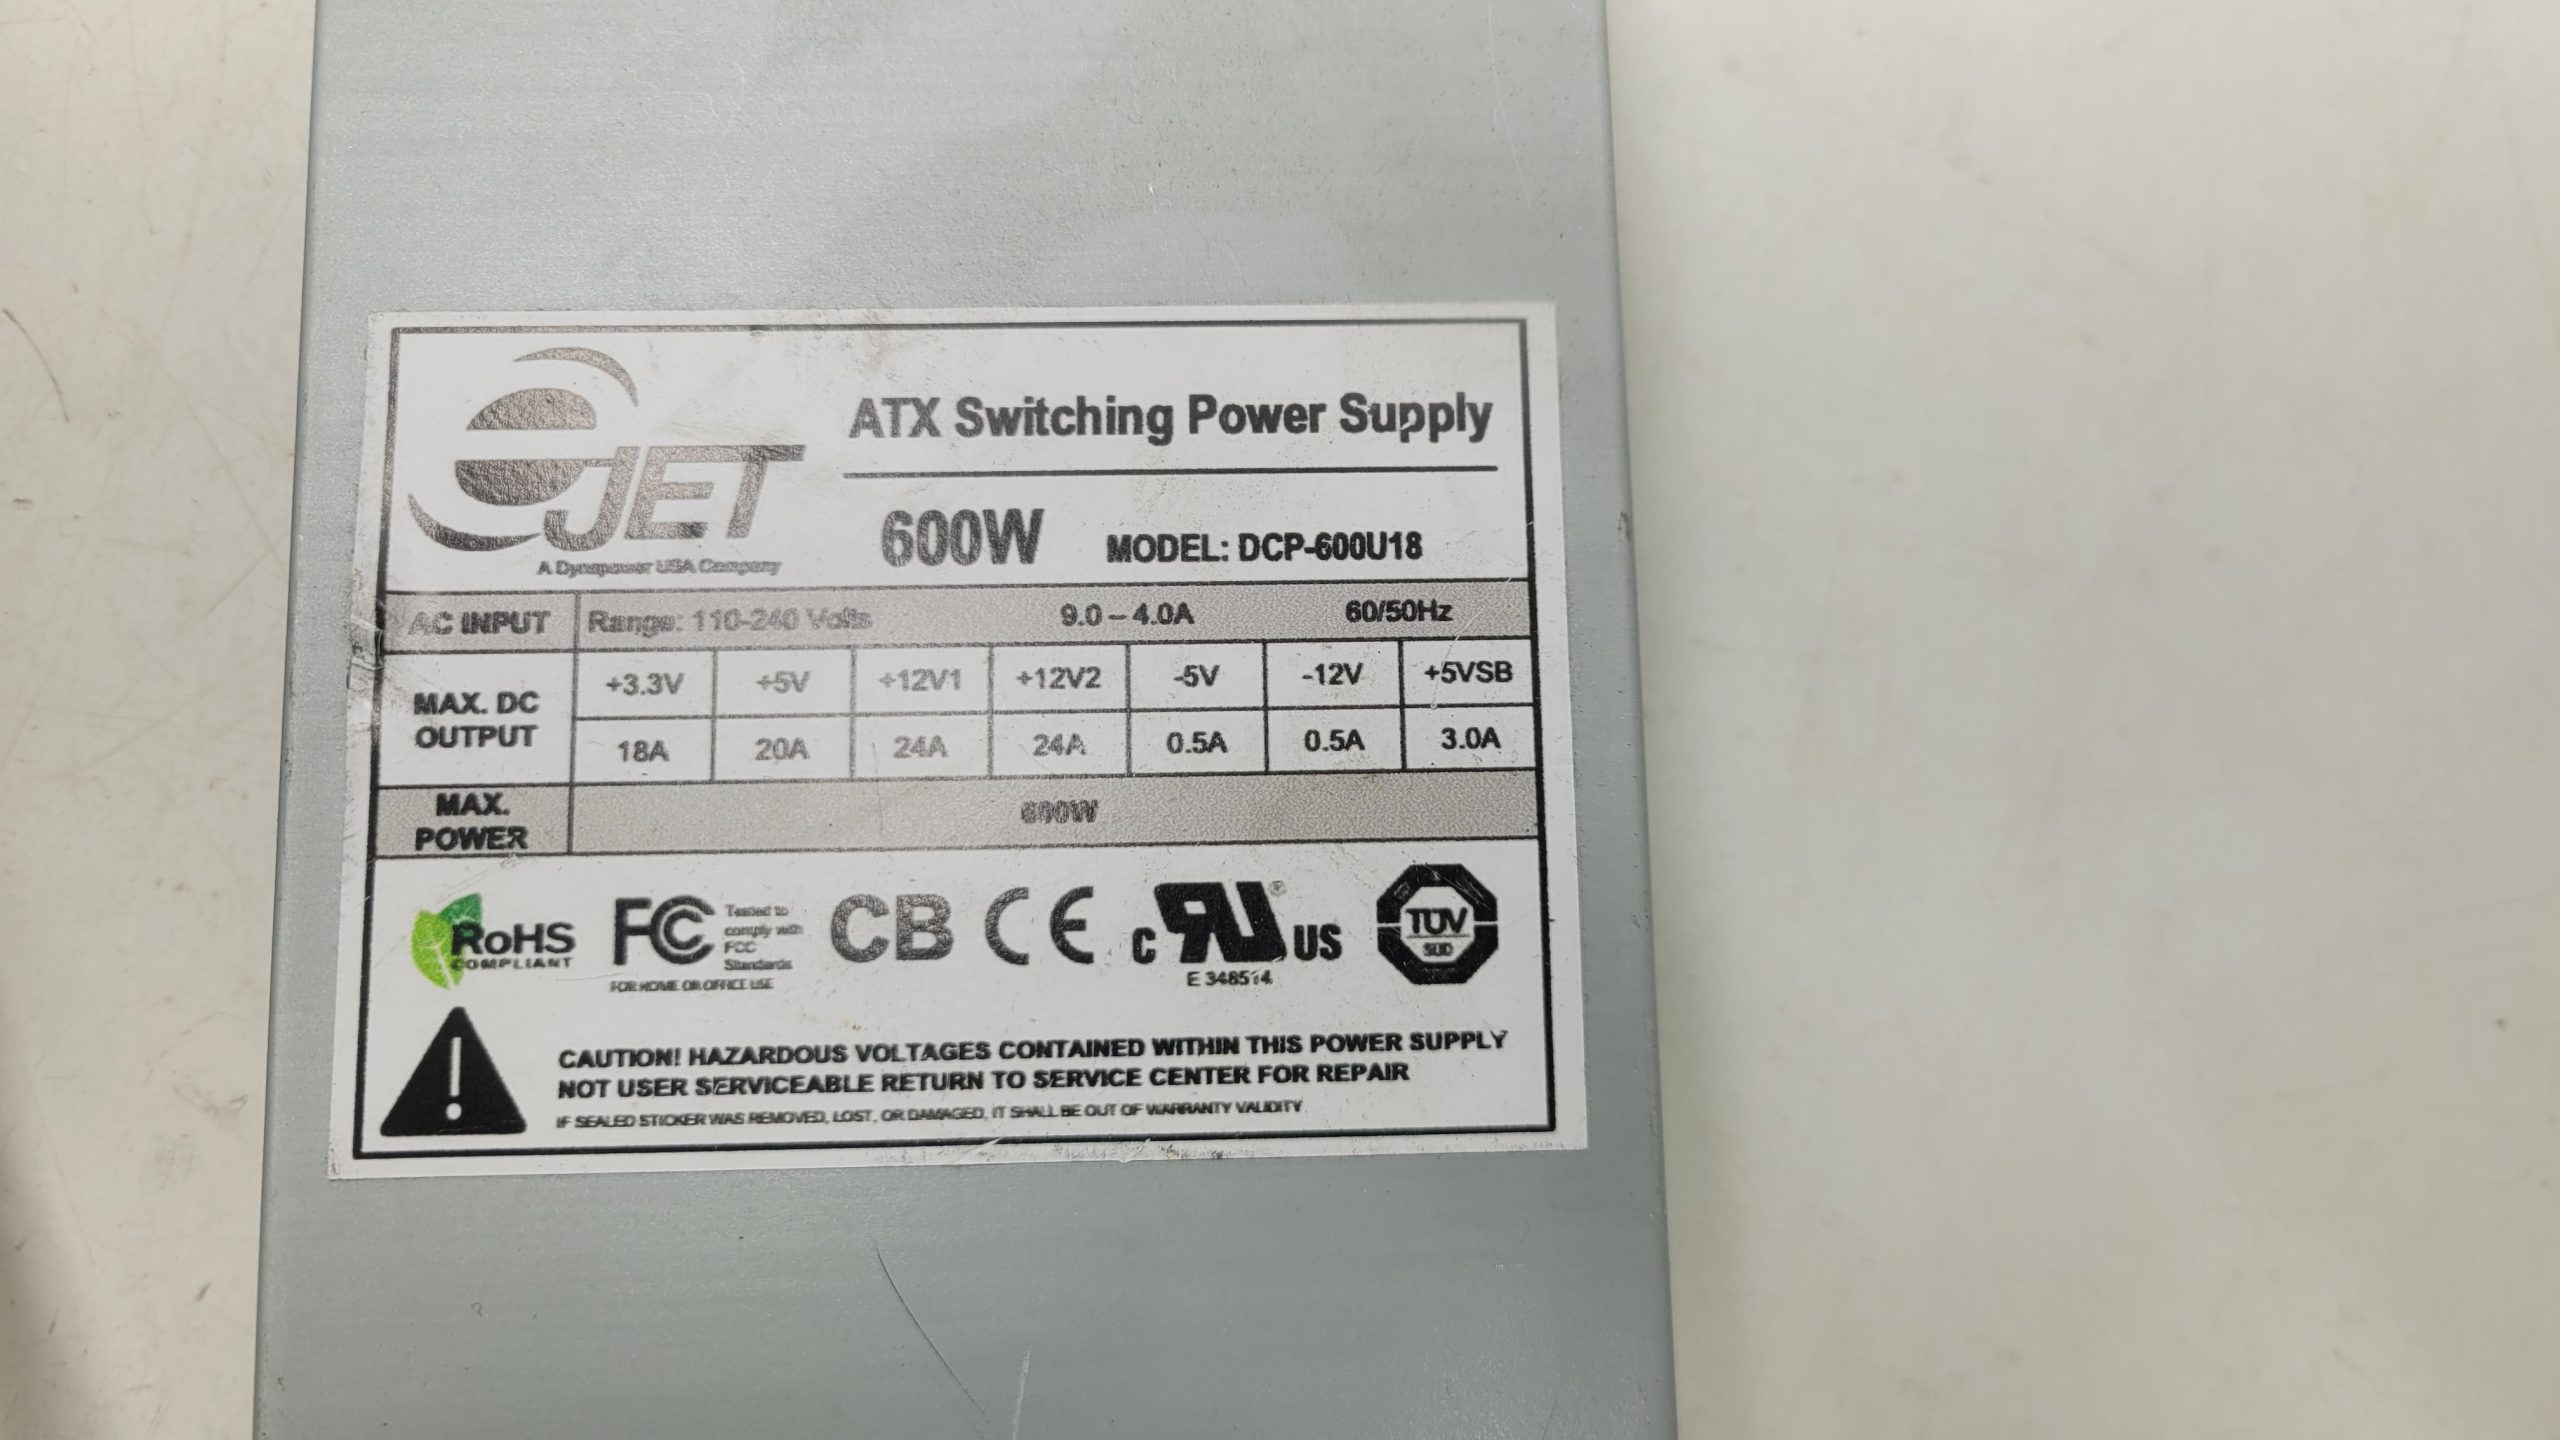 eJET
A Dynapower USA Company
ATX Switching Power Supply
600W MODEL: DCP-600U18
AC INPUT Range: 110-240 Volts 9.0 – 4.0A 60/50Hz
MAX. DC OUTPUT
+3.3V +5V +12V1 +12V2 -5V -12V +5VSB
18A 20A 24A 24A 0.5A 0.5A 3.0A
MAX. POWER 600W
RoHS
COMPLIANT
FC Tested to
comply with
FCC
Standards
FOR HOME OR OFFICE USE
CB CE c RU ® US
E 348514
TUV
SUD
CAUTION! HAZARDOUS VOLTAGES CONTAINED WITHIN THIS POWER SUPPLY
NOT USER SERVICEABLE RETURN TO SERVICE CENTER FOR REPAIR
IF SEALED STICKER WAS REMOVED, LOST, OR DAMAGED, IT SHALL BE OUT OF WARRANTY VALIDITY